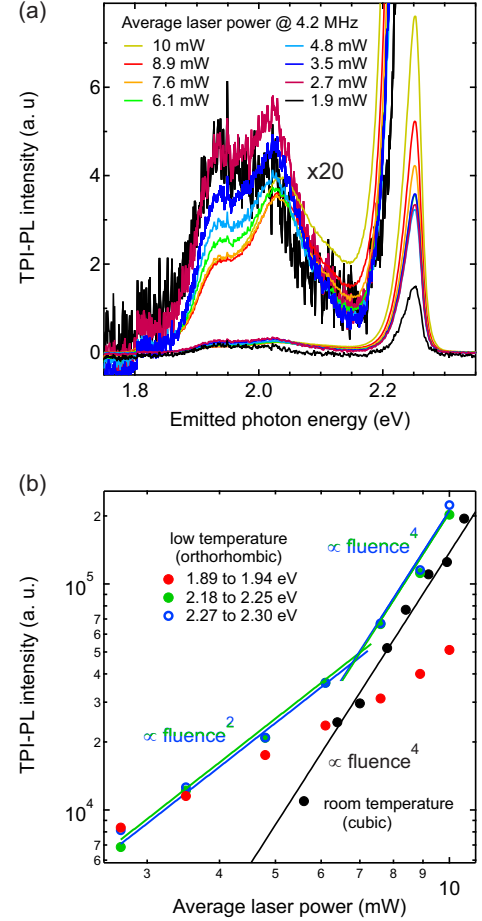 (a)
Average laser power @ 4.2 MHz
10 mW
8.9 mW
7.6 mW
6.1 mW
4.8 mW
3.5 mW
2.7 mW
1.9 mW
x20
TPI-PL intensity (a. u)
6
4
2
0
1.8
2.0
2.2
Emitted photon energy (eV)
(b)
low temperature
(orthorhombic)
1.89 to 1.94 eV
2.18 to 2.25 eV
2.27 to 2.30 eV
∝ fluence⁴
∝ fluence²
∝ fluence⁴
room temperature
(cubic)
TPI-PL intensity (a. u.)
2
10⁵
8
7
6
5
4
3
2
10⁴
8
7
6
3
4
5
6
7
8
9
10
Average laser power (mW)